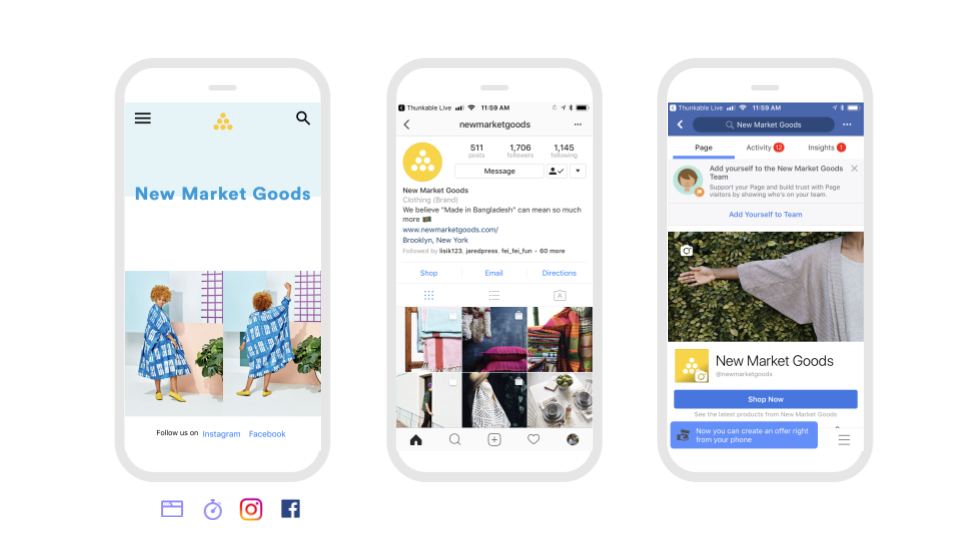 New Market Goods
Follow us on Instagram Facebook
Thunkable Live 11:59 AM
newmarketgoods
511 1,706 1,145
posts followers following
Message
New Market Goods
Clothing (Brand)
We believe "Made in Bangladesh" can mean so much
more
www.newmarketgoods.com/
Brooklyn, New York
Followed by lisik123, jaredpress, fei_fei_fun + 60 more
Shop Email Directions
Thunkable Live 11:59 AM
New Market Goods
Page Activity 12 Insights 1
Add yourself to the New Market Goods
Team
Support your Page and build trust with Page
visitors by showing who's on your team.
Add Yourself to Team
New Market Goods
@newmarketgoods
Shop Now
See the latest products from New Market Goods
Now you can create an offer right
from your phone